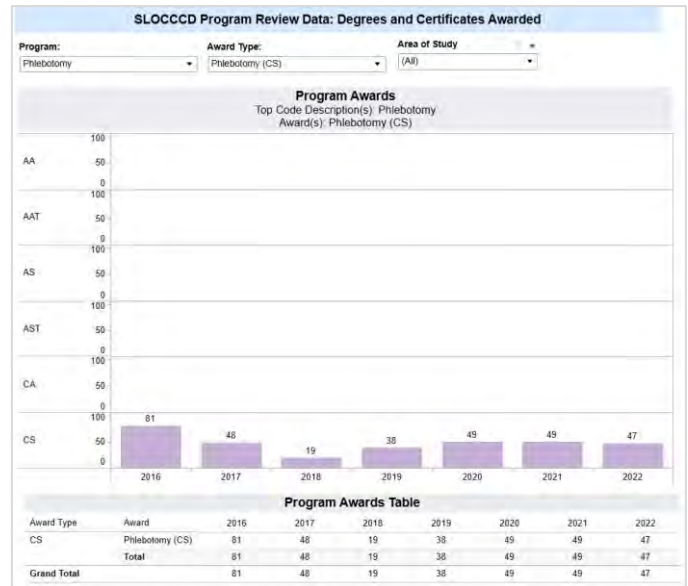 SLOCCCD Program Review Data: Degrees and Certificates Awarded
Program: Award Type: Area of Study
Phlebotomy Phlebotomy (CS) (All)
Program Awards
Top Code Description(s): Phlebotomy
Award(s): Phlebotomy (CS)
100
AA 50
0
100
AAT 50
0
100
AS 50
0
100
AST 50
0
100
CA 50
0
100
CS 50
0
81 48 19 38 49 49 47
2016 2017 2018 2019 2020 2021 2022
Program Awards Table
Award Type Award 2016 2017 2018 2019 2020 2021 2022
CS Phlebotomy (CS) 81 48 19 38 49 49 47
Total 81 48 19 38 49 49 47
Grand Total 81 48 19 38 49 49 47